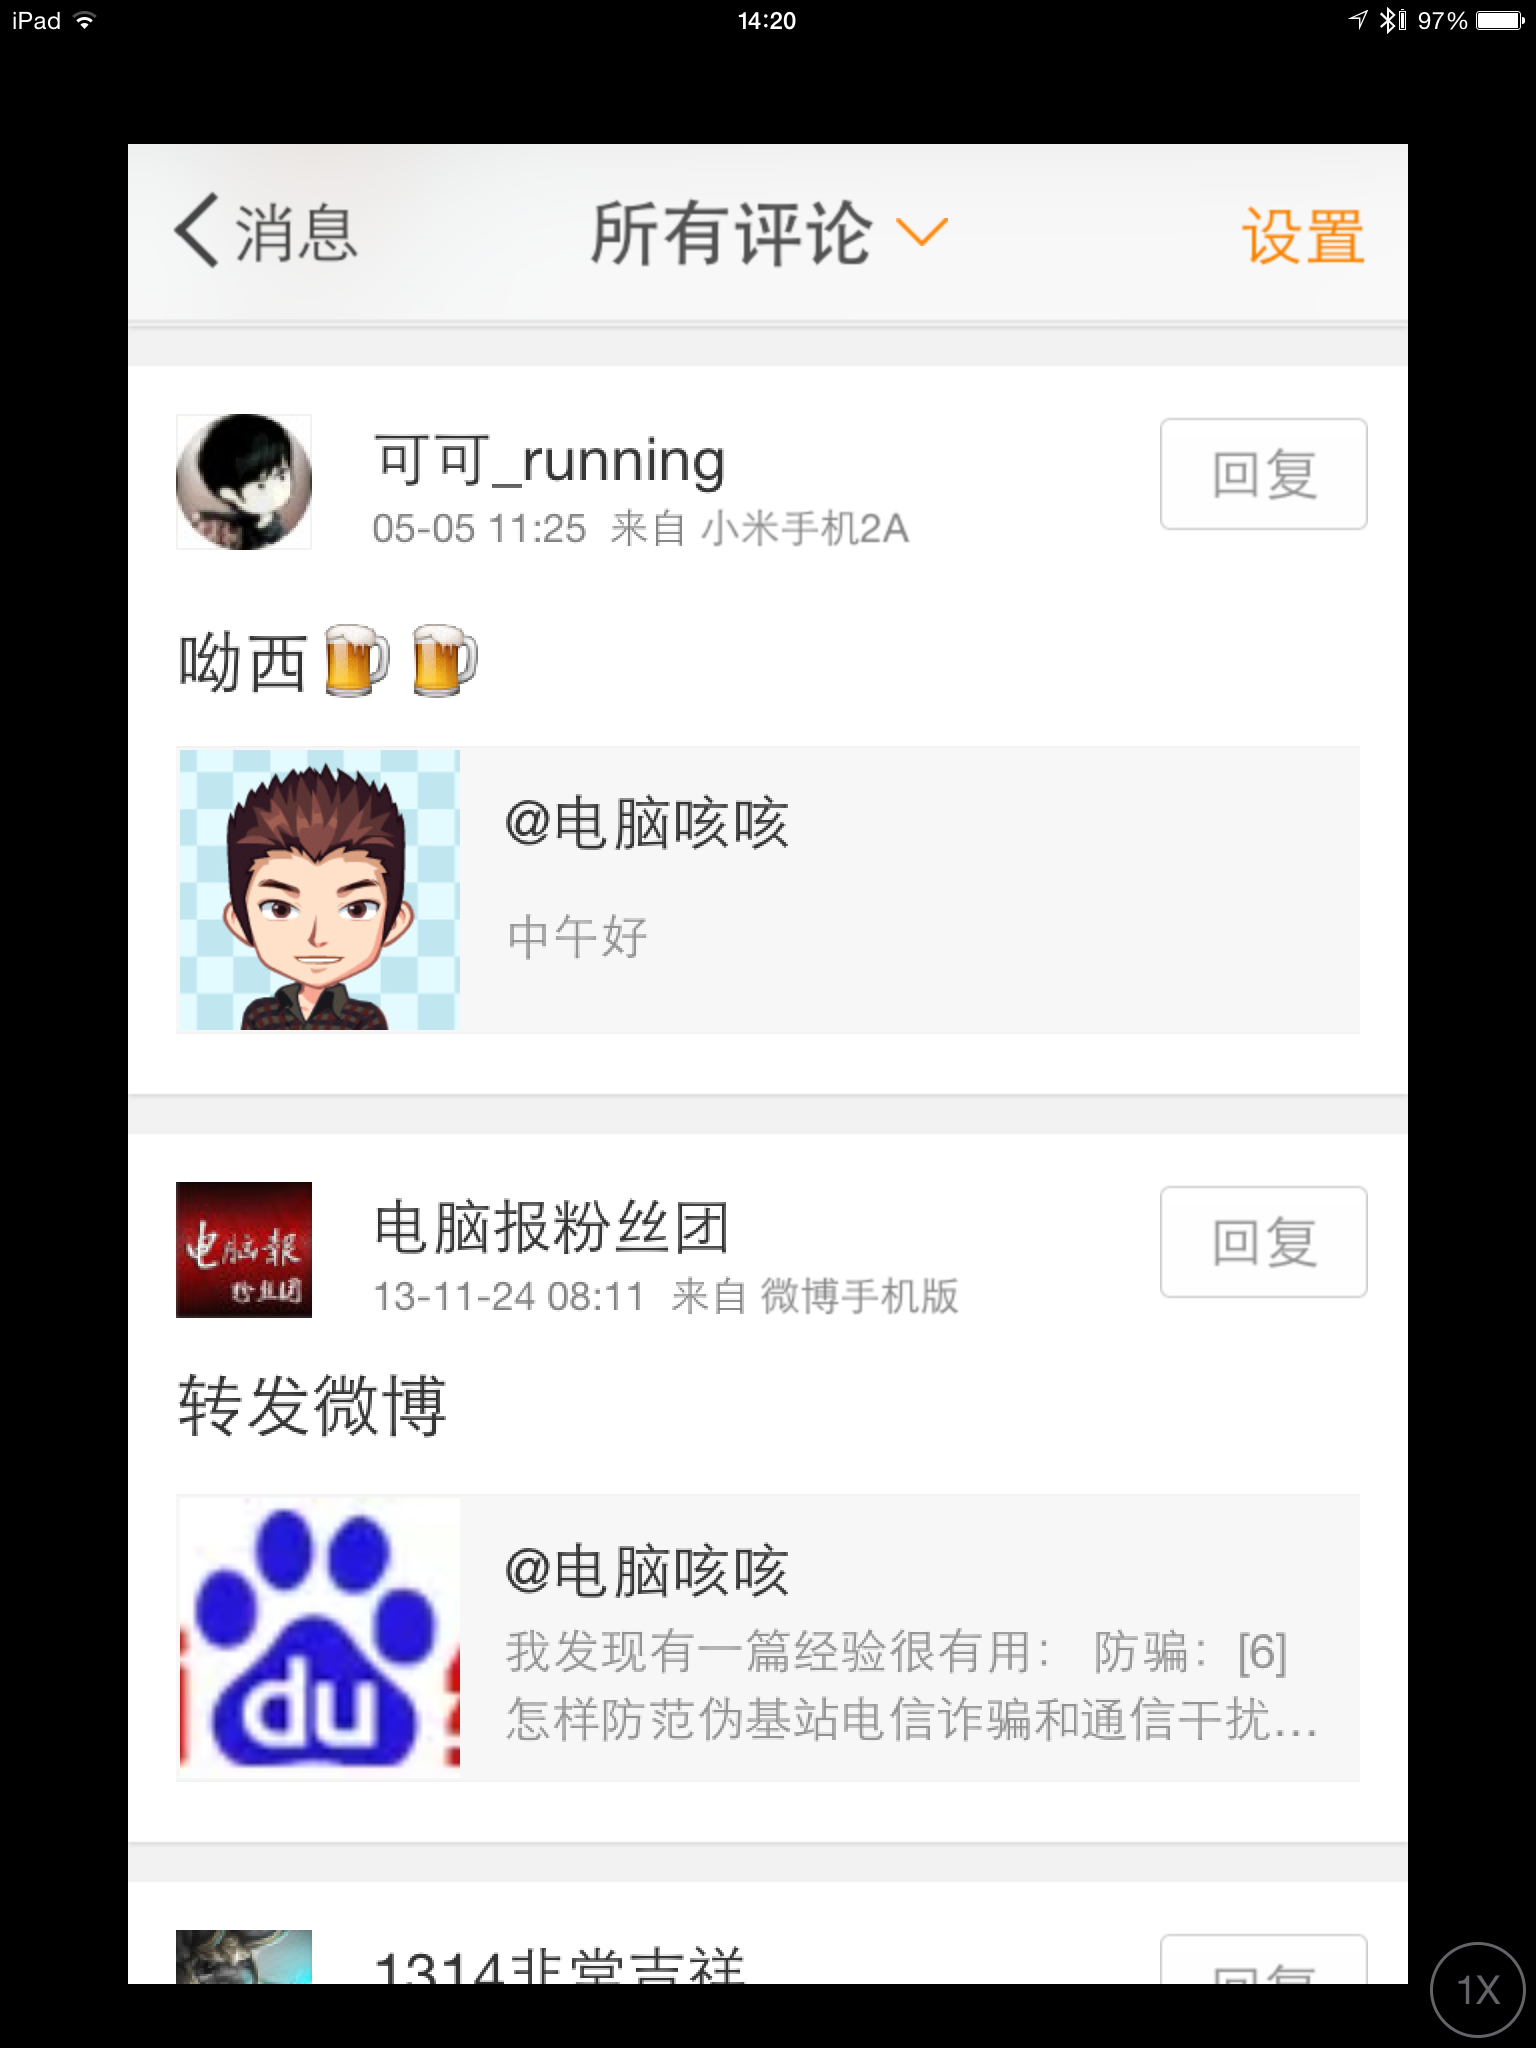 iPad 14:20 97%
消息 所有评论 设置
可可_running 回复
05-05 11:25 来自 小米手机2A
呦西🍺🍺
@电脑咳咳
中午好
电脑报粉丝团 回复
电脑報
粉丝团
13-11-24 08:11 来自 微博手机版
转发微博
@电脑咳咳
du
我发现有一篇经验很有用： 防骗：[6]
怎样防范伪基站电信诈骗和通信干扰...
1314非常吉祥 回复
1X